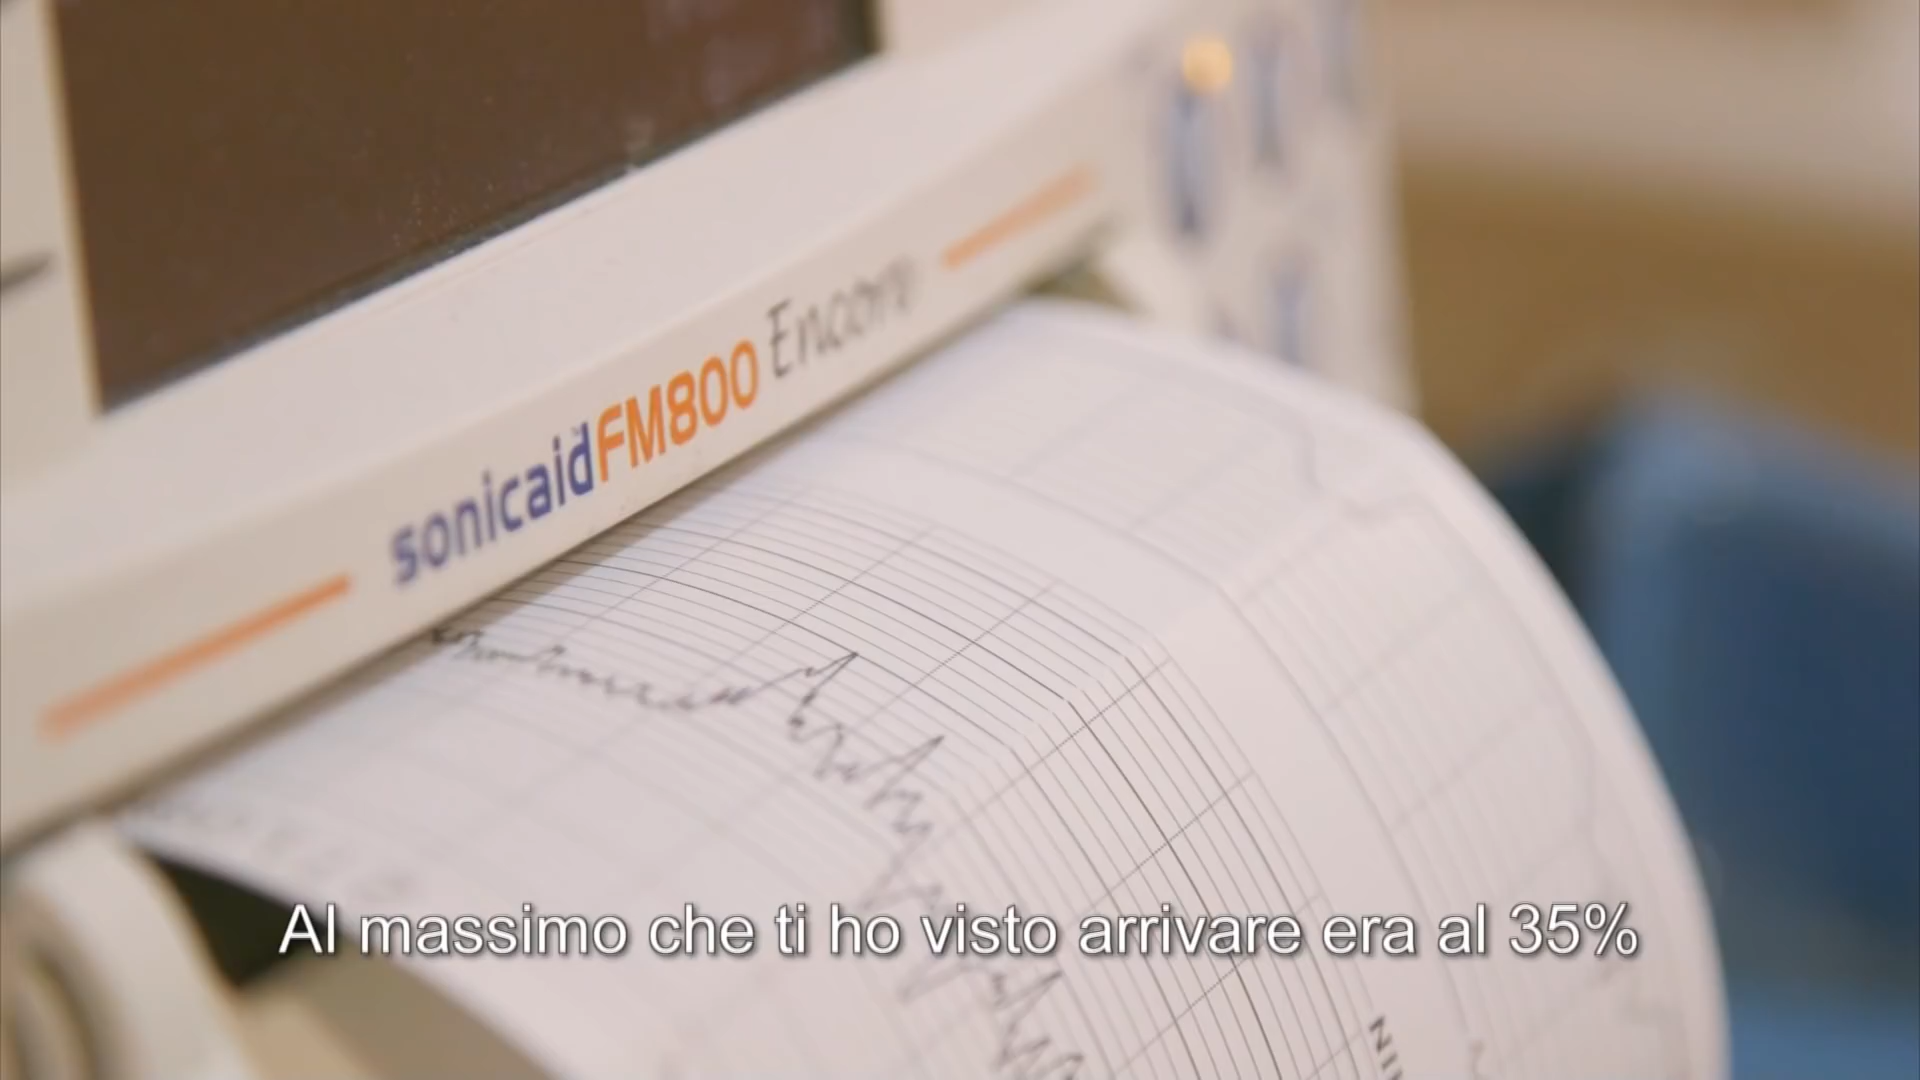 sonicaid FM800 Encore
Al massimo che ti ho visto arrivare era al 35%